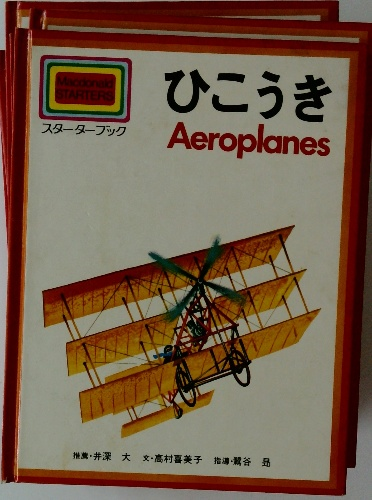 Macdonald
STARTERS
スターターブック
ひこうき
Aeroplanes
推薦・井深 大 文・高村喜美子 指導・鷲谷 昷